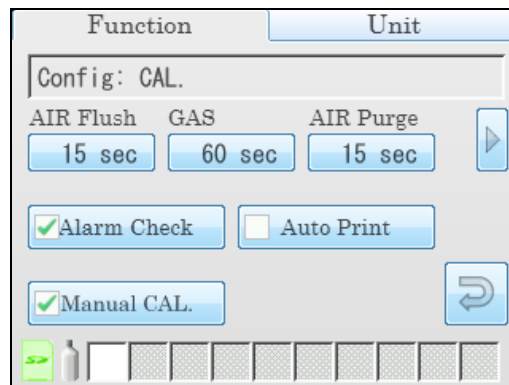 Function Unit
Config: CAL.
AIR Flush GAS AIR Purge
15 sec 60 sec 15 sec
Alarm Check Auto Print
Manual CAL.
SD